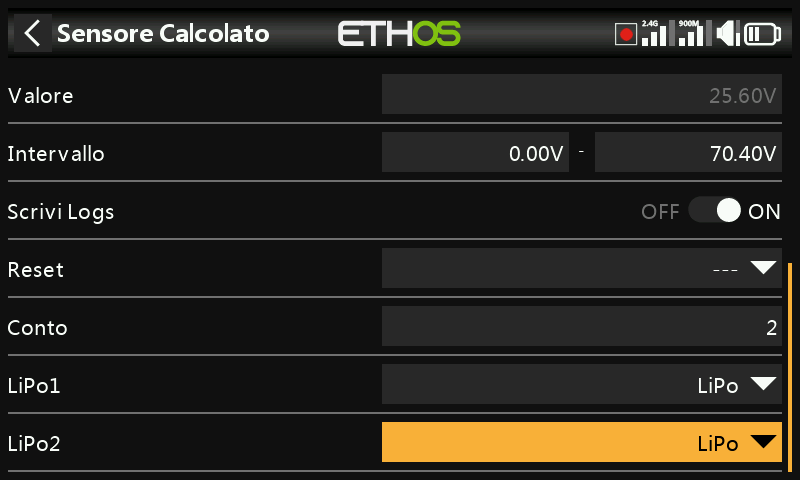 Sensore Calcolato ETHOS 2.4G 900M
Valore 25.60V
Intervallo 0.00V - 70.40V
Scrivi Logs OFF ON
Reset ---
Conto 2
LiPo1 LiPo
LiPo2 LiPo